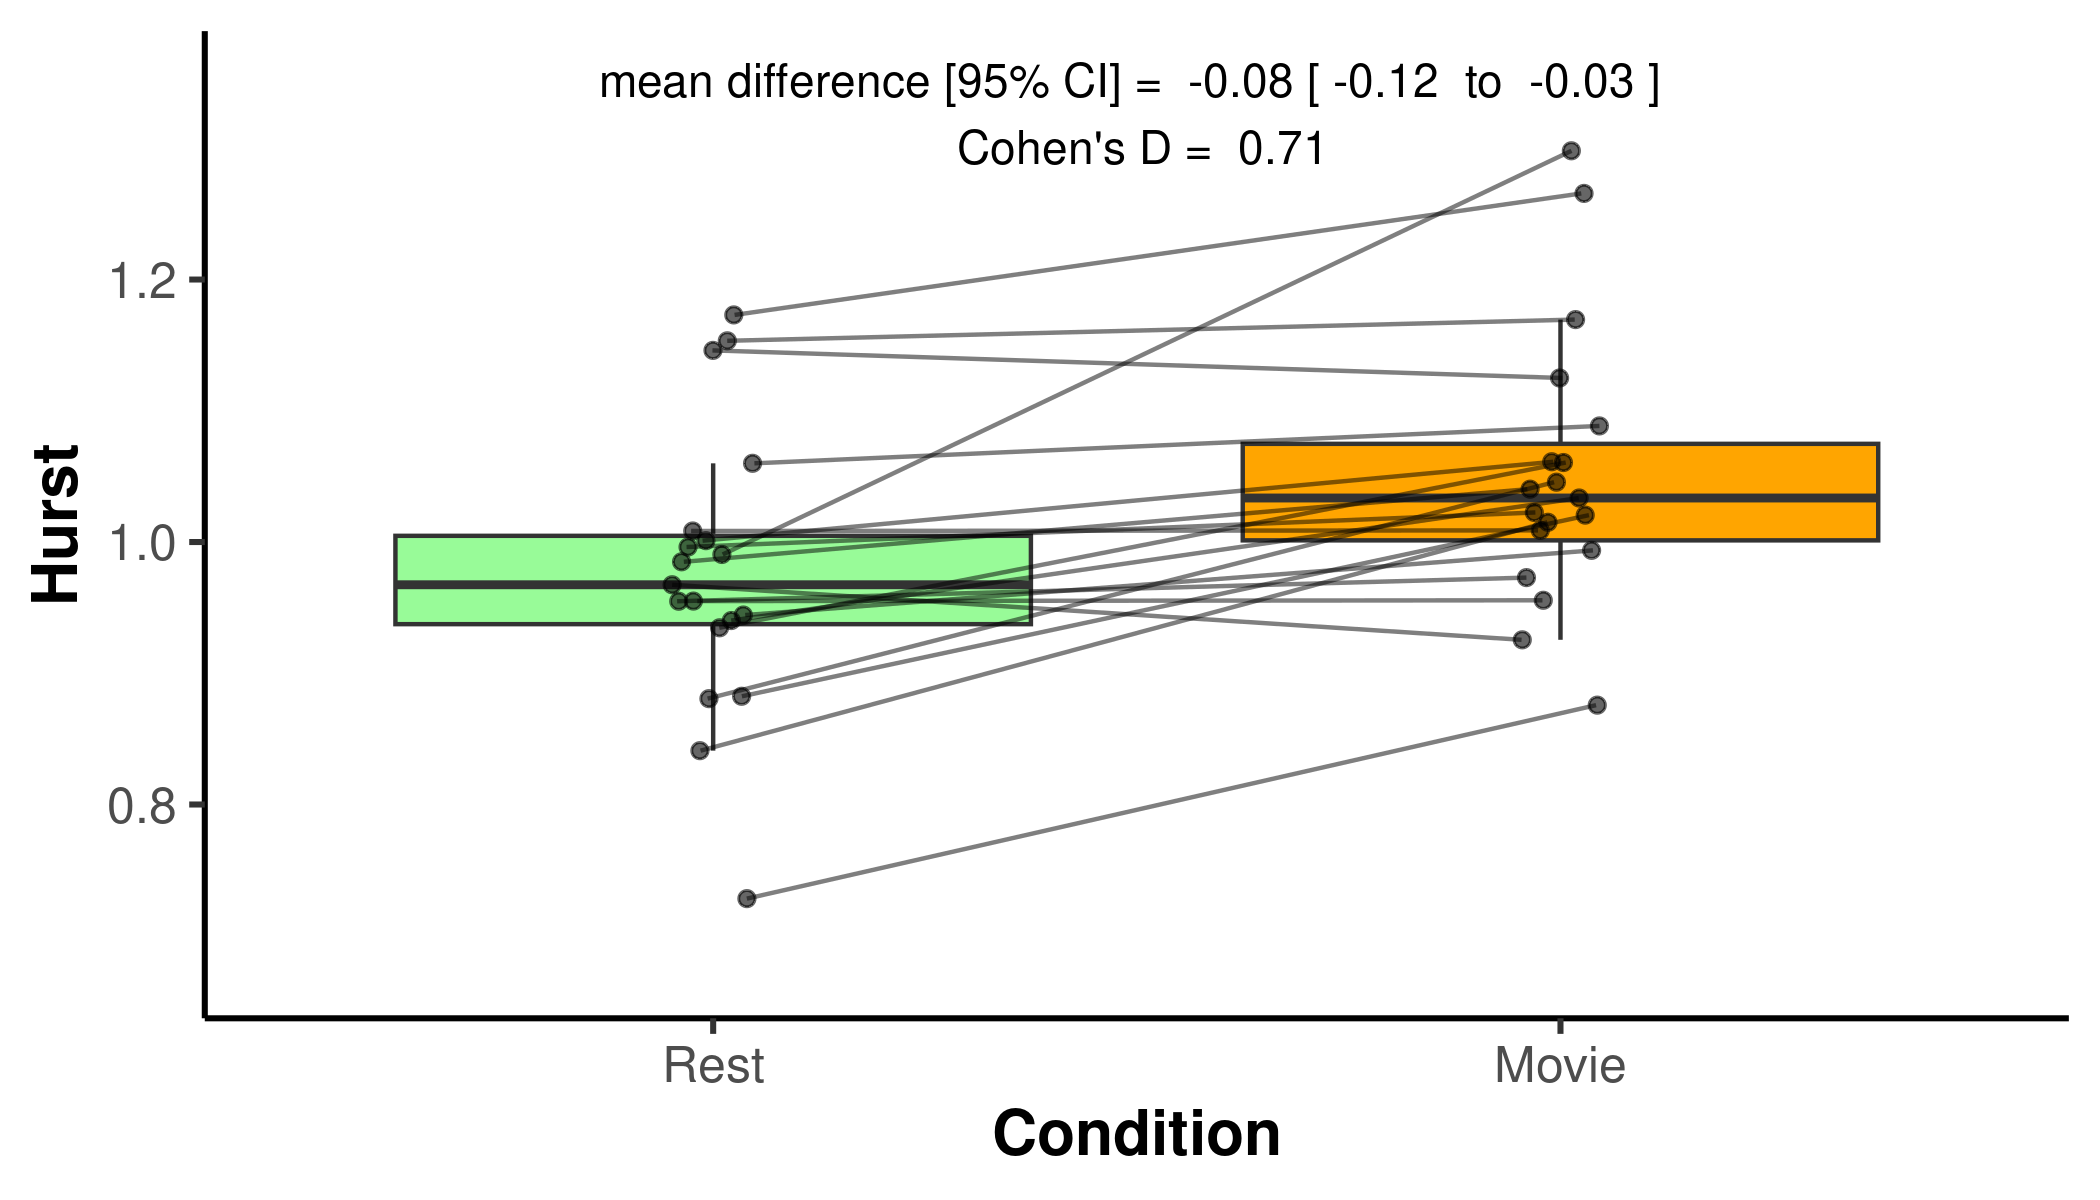 mean difference [95% CI] = -0.08 [ -0.12 to -0.03 ]
Cohen's D = 0.71
Hurst
1.2
1.0
0.8
Rest
Movie
Condition